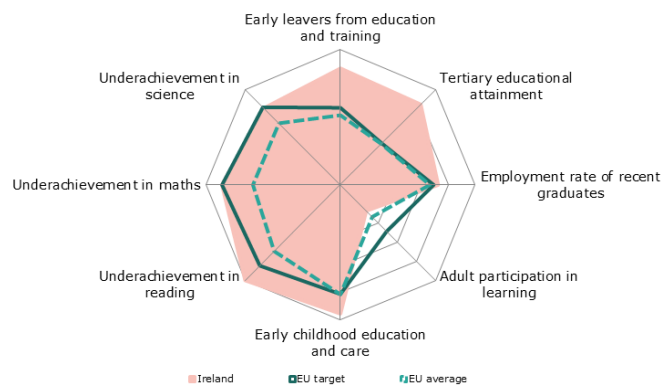 Early leavers from education
and training
Underachievement in
science
Tertiary educational
attainment
Underachievement in maths
Employment rate of recent
graduates
Underachievement in
reading
Adult participation in
learning
Early childhood education
and care
Ireland
EU target
EU average